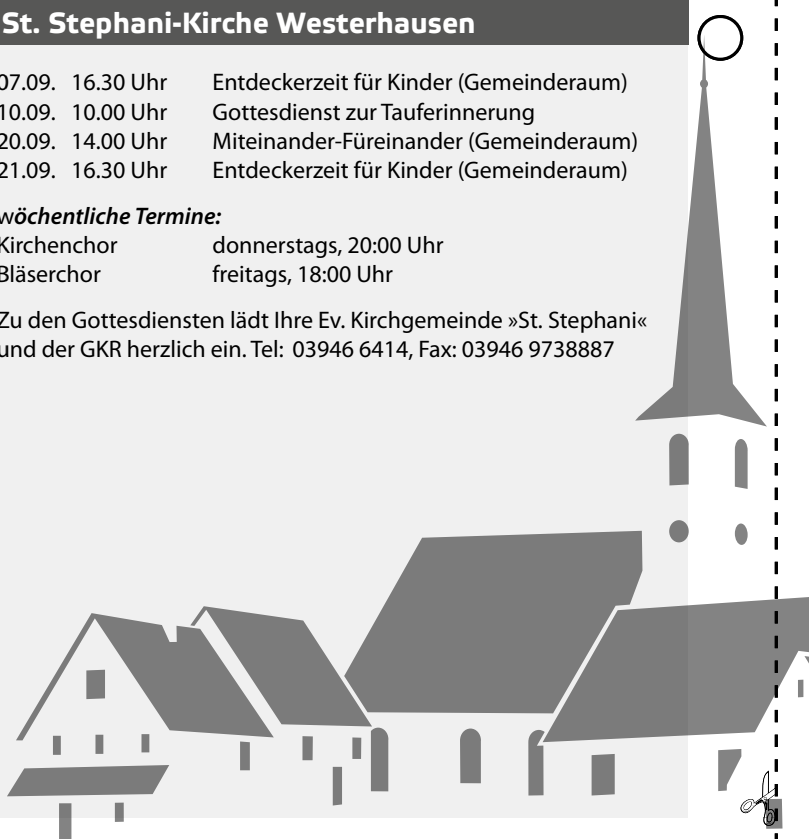 St. Stephani-Kirche Westerhausen
07.09. 16.30 Uhr Entdeckerzeit für Kinder (Gemeinderaum)
10.09. 10.00 Uhr Gottesdienst zur Tauferinnerung
20.09. 14.00 Uhr Miteinander-Füreinander (Gemeinderaum)
21.09. 16.30 Uhr Entdeckerzeit für Kinder (Gemeinderaum)
wöchentliche Termine:
Kirchenchor donnerstags, 20:00 Uhr
Bläserchor freitags, 18:00 Uhr
Zu den Gottesdiensten lädt Ihre Ev. Kirchgemeinde »St. Stephani«
und der GKR herzlich ein. Tel: 03946 6414, Fax: 03946 9738887